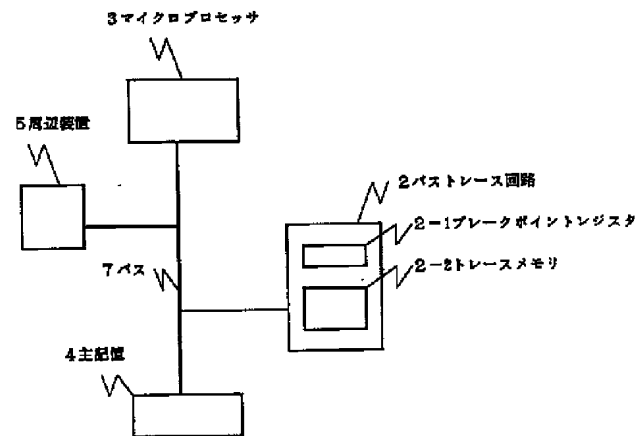 3マイクロプロセッサ
5周辺装置
2バストレース回路
2-1ブレークポイントレジスタ
2-2トレースメモリ
7バス
4主記憶